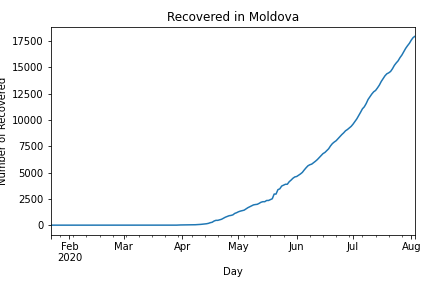 Recovered in Moldova
Number of Recovered
17500
15000
12500
10000
7500
5000
2500
0
Feb
2020
Mar
Apr
May
Jun
Jul
Aug
Day